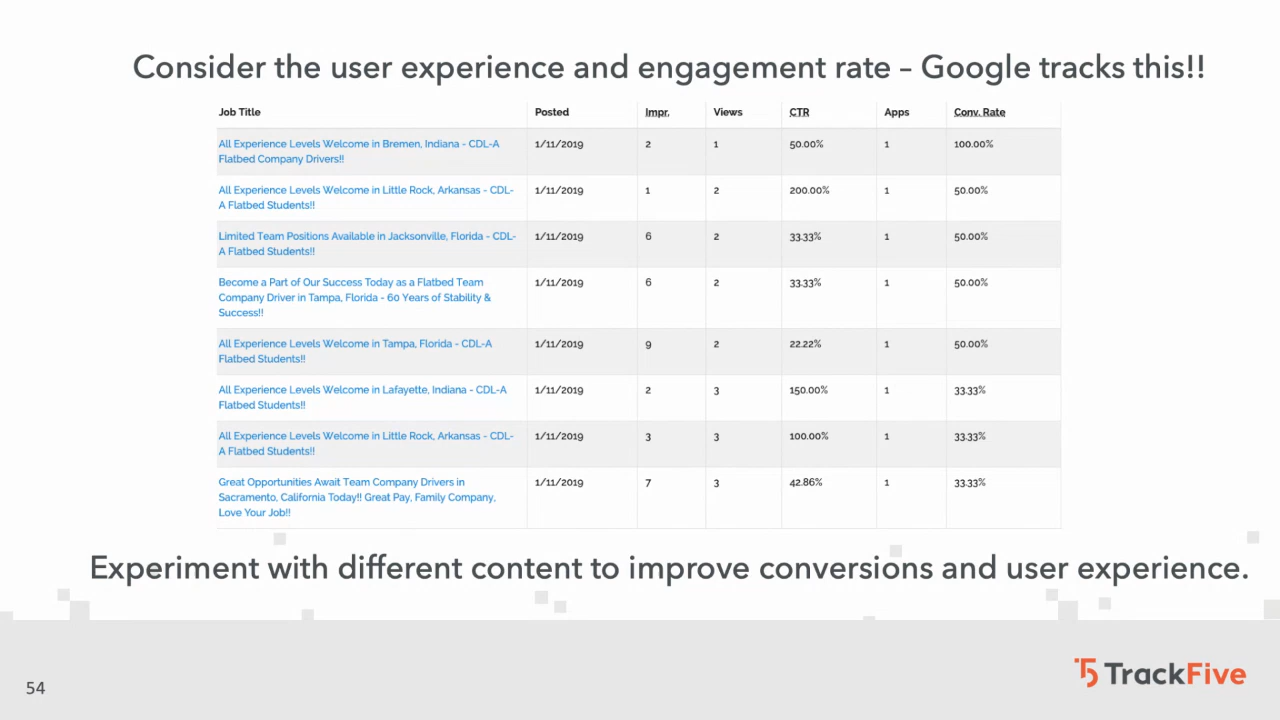 Consider the user experience and engagement rate – Google tracks this!!
Job Title Posted Impr. Views CTR Apps Conv. Rate
All Experience Levels Welcome in Bremen, Indiana - CDL-A 1/11/2019 2 1 50.00% 1 100.00%
Flatbed Company Drivers!!
All Experience Levels Welcome in Little Rock, Arkansas - CDL- 1/11/2019 1 2 200.00% 1 50.00%
A Flatbed Students!!
Limited Team Positions Available in Jacksonville, Florida - CDL- 1/11/2019 6 2 33.33% 1 50.00%
A Flatbed Students!!
Become a Part of Our Success Today as a Flatbed Team 1/11/2019 6 2 33.33% 1 50.00%
Company Driver in Tampa, Florida - 60 Years of Stability &
Success!!
All Experience Levels Welcome in Tampa, Florida - CDL-A 1/11/2019 9 2 22.22% 1 50.00%
Flatbed Students!!
All Experience Levels Welcome in Lafayette, Indiana - CDL-A 1/11/2019 2 3 150.00% 1 33.33%
Flatbed Students!!
All Experience Levels Welcome in Little Rock, Arkansas - CDL- 1/11/2019 3 3 100.00% 1 33.33%
A Flatbed Students!!
Great Opportunities Await Team Company Drivers in 1/11/2019 7 3 42.86% 1 33.33%
Sacramento, California Today!! Great Pay, Family Company,
Love Your Job!!
Experiment with different content to improve conversions and user experience.
54
TrackFive